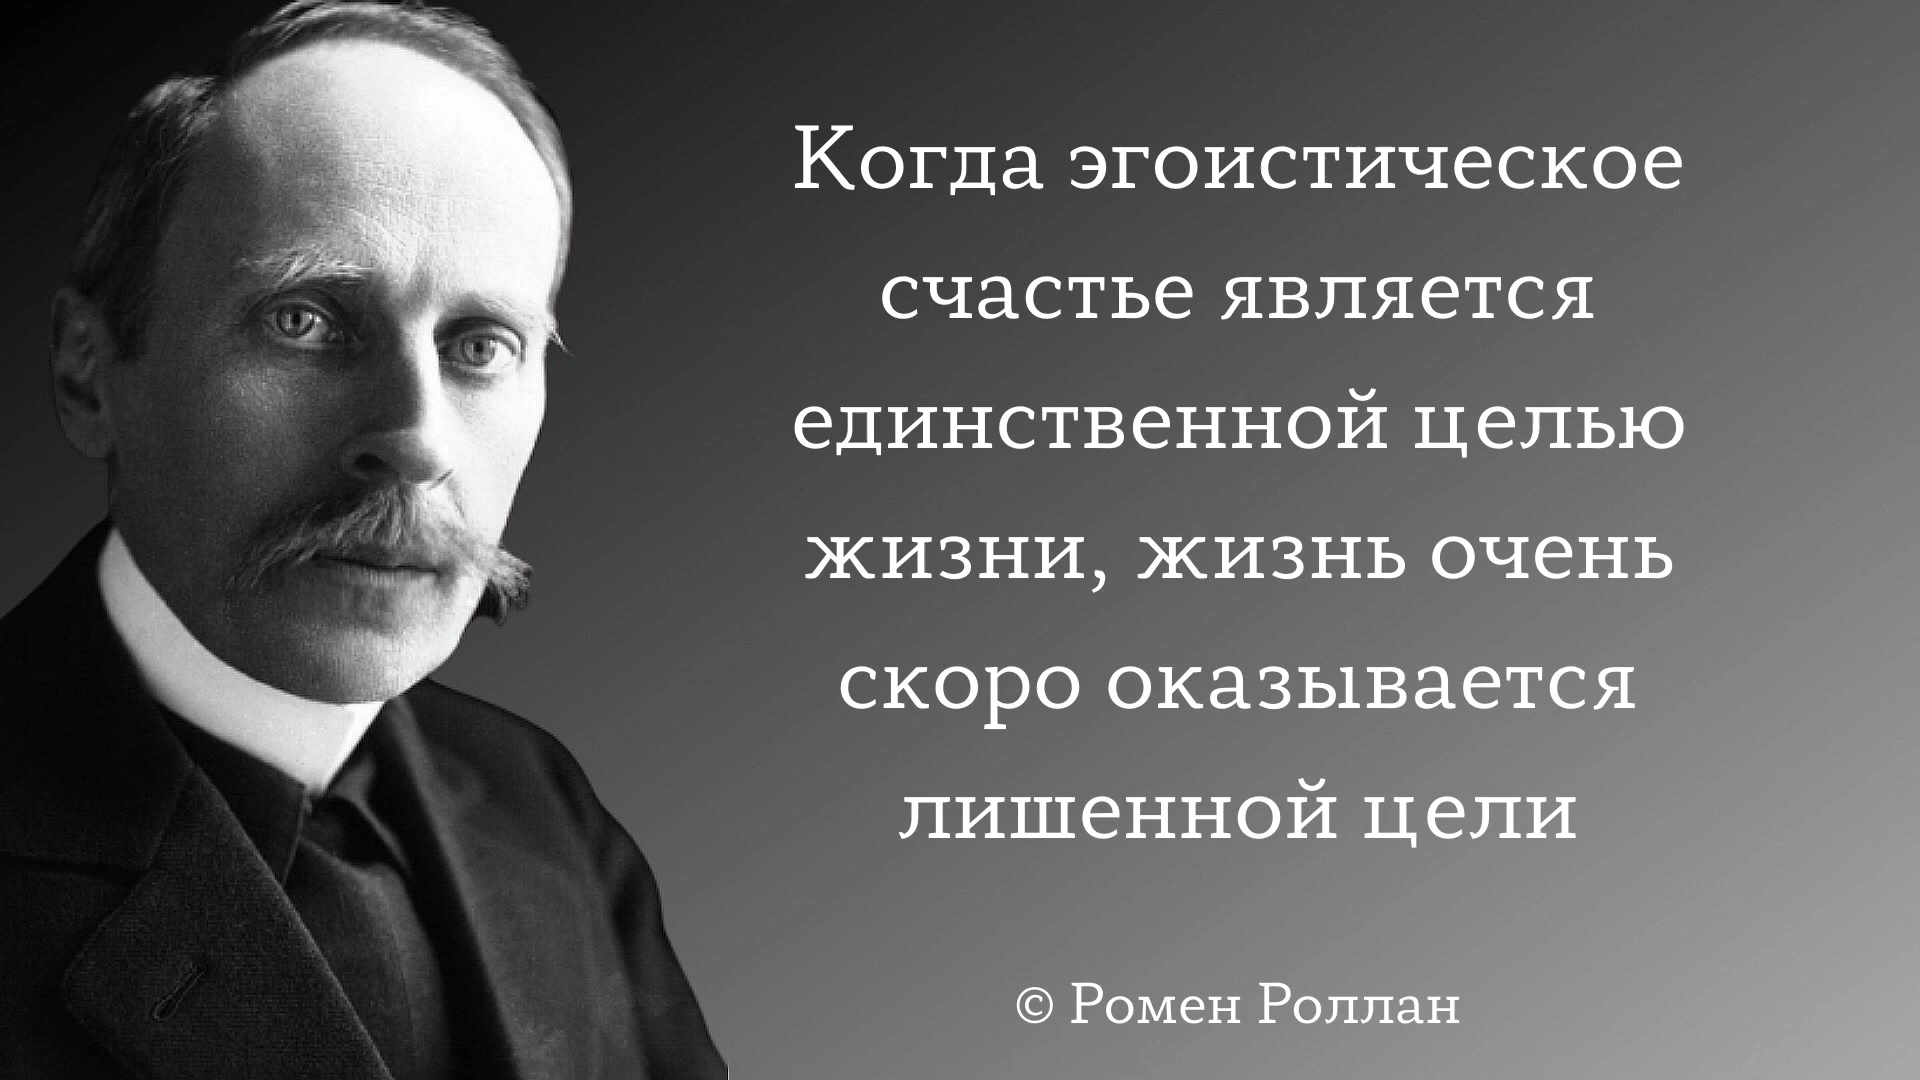 Когда эгоистическое
счастье является
единственной целью
жизни, жизнь очень
скоро оказывается
лишенной цели
© Ромен Роллан